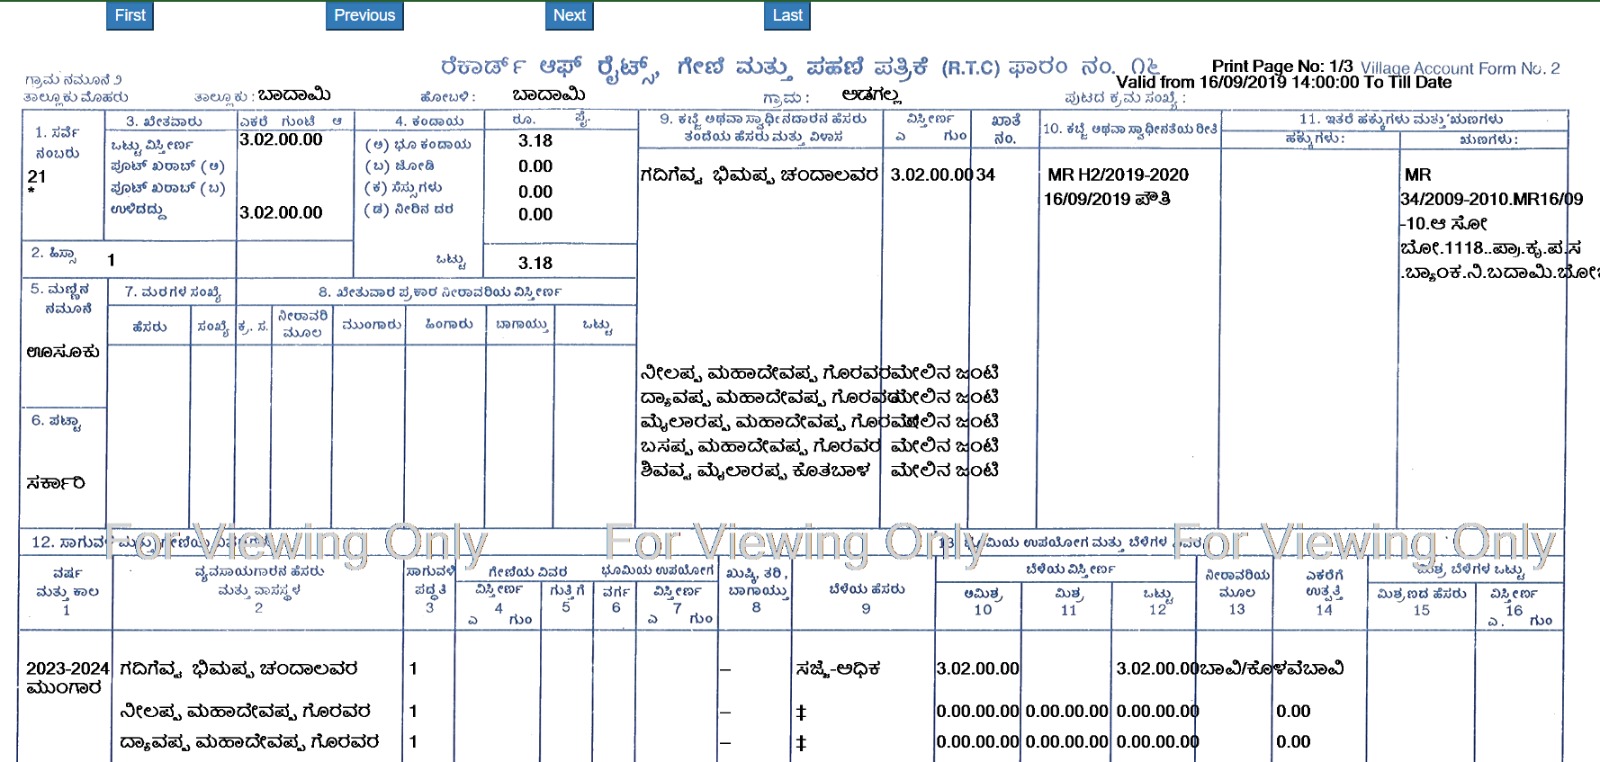 First Previous Next Last
ರೆಕಾರ್ಡ್ ಆಫ್ ರೈಟ್ಸ್, ಗೇಣಿ ಮತ್ತು ಪಹಣಿ ಪತ್ರಿಕೆ (R.T.C) ಫಾರಂ ನಂ. ೧೬ Print Page No: 1/3 Village Account Form No. 2
ಗ್ರಾಮ ನಮೂನೆ ೨ Valid from 16/09/2019 14:00:00 To Till Date
ತಾಲ್ಲೂಕು ಮೊಹರು ತಾಲ್ಲೂಕು : ಬಾದಾಮಿ ಹೋಬಳಿ : ಬಾದಾಮಿ ಗ್ರಾಮ : ಅಡಗಲ್ಲ ಪುಟದ ಕ್ರಮ ಸಂಖ್ಯೆ :
1. ಸರ್ವೆ ನಂಬರು
21
*
2. ಹಿಸ್ಸಾ 1
3. ಖೇತವಾರು ಎಕರೆ ಗುಂಟೆ ಆ
ಒಟ್ಟು ವಿಸ್ತೀರ್ಣ 3.02.00.00
ಫೂಟ್ ಖರಾಬ್ (ಅ)
ಫೂಟ್ ಖರಾಬ್ (ಬ)
ಉಳಿದದ್ದು 3.02.00.00
4. ಕಂದಾಯ ರೂ. ಪೈ.
(ಅ) ಭೂ ಕಂದಾಯ 3.18
(ಬ) ಜೋಡಿ 0.00
(ಕ) ಸೆಸ್ಸುಗಳು 0.00
(ಡ) ನೀರಿನ ದರ 0.00
ಒಟ್ಟು 3.18
5. ಮಣ್ಣಿನ ನಮೂನೆ
ಊಸೂಕು
6. ಪಟ್ಟಾ
ಸರ್ಕಾರಿ
7. ಮರಗಳ ಸಂಖ್ಯೆ
ಹೆಸರು ಸಂಖ್ಯೆ
8. ಖೇತುವಾರ ಪ್ರಕಾರ ನೀರಾವರಿಯ ವಿಸ್ತೀರ್ಣ
ಕ್ರ. ಸ. ನೀರಾವರಿ ಮೂಲ ಮುಂಗಾರು ಹಿಂಗಾರು ಬಾಗಾಯ್ತು ಒಟ್ಟು
9. ಕಬ್ಜೆ ಅಥವಾ ಸ್ವಾಧೀನದಾರನ ಹೆಸರು ವಿಸ್ತೀರ್ಣ ಖಾತೆ
ತಂದೆಯ ಹೆಸರು ಮತ್ತು ವಿಳಾಸ ಎ ಗುಂ ನಂ.
ಗದಿಗೆವ್ವ ಭಿಮಪ್ಪ ಚಂದಾಲವರ 3.02.00.00 34
ನೀಲಪ್ಪ ಮಹಾದೇವಪ್ಪ ಗೊರವರ ಮೇಲಿನ ಜಂಟಿ
ದ್ಯಾವಪ್ಪ ಮಹಾದೇವಪ್ಪ ಗೊರವರ ಮೇಲಿನ ಜಂಟಿ
ಮೈಲಾರಪ್ಪ ಮಹಾದೇವಪ್ಪ ಗೊರವರ ಮೇಲಿನ ಜಂಟಿ
ಬಸಪ್ಪ ಮಹಾದೇವಪ್ಪ ಗೊರವರ ಮೇಲಿನ ಜಂಟಿ
ಶಿವವ್ವ ಮೈಲಾರಪ್ಪ ಕೊತಬಾಳ ಮೇಲಿನ ಜಂಟಿ
10. ಕಬ್ಜೆ ಅಥವಾ ಸ್ವಾಧೀನತೆಯ ರೀತಿ
MR H2/2019-2020
16/09/2019 ಪೌತಿ
11. ಇತರೆ ಹಕ್ಕುಗಳು ಮತ್ತು ಋಣಗಳು
ಹಕ್ಕುಗಳು: ಋಣಗಳು:
MR
34/2009-2010.MR16/09
-10.ಆ ಸೋ
ಬೋ.1118..ಪ್ರಾ.ಕೃ.ಪ.ಸ
.ಬ್ಯಾಂಕ.ನಿ.ಬದಾಮಿ.ಬೋ
For Viewing Only For Viewing Only For Viewing Only
12. ಸಾಗುವಳಿ ಮತ್ತು ಗೇಣಿಯ 13. ಭೂಮಿಯ ಉಪಯೋಗ ಮತ್ತು ಬೆಳೆಗಳ ವಿವರ
ವರ್ಷ ವ್ಯವಸಾಯಗಾರನ ಹೆಸರು ಸಾಗುವಳಿ ಗೇಣಿಯ ವಿವರ ಭೂಮಿಯ ಉಪಯೋಗ ಖುಷ್ಕಿ, ತರಿ, ಬೆಳೆಯ ವಿಸ್ತೀರ್ಣ ನೀರಾವರಿಯ ಎಕರೆಗೆ ಮಿಶ್ರ ಬೆಳೆಗಳ ಒಟ್ಟು
ಮತ್ತು ಕಾಲ ಮತ್ತು ವಾಸಸ್ಥಳ ಪದ್ಧತಿ ವಿಸ್ತೀರ್ಣ ಗುತ್ತಿಗೆ ವರ್ಗ ವಿಸ್ತೀರ್ಣ ಬಾಗಾಯ್ತು ಬೆಳೆಯ ಹೆಸರು ಅಮಿಶ್ರ ಮಿಶ್ರ ಒಟ್ಟು ಮೂಲ ಉತ್ಪತ್ತಿ ಮಿಶ್ರಣದ ಹೆಸರು ವಿಸ್ತೀರ್ಣ
1 2 3 4 5 6 7 8 9 10 11 12 13 14 15 16
ಎ ಗುಂ ಎ ಗುಂ ಎ. ಗುಂ
2023-2024 ಗದಿಗೆವ್ವ ಭಿಮಪ್ಪ ಚಂದಾಲವರ 1 – ಸಜ್ಜೆ-ಅಧಿಕ 3.02.00.00 3.02.00.00 ಬಾವಿ/ಕೊಳವೆಬಾವಿ
ಮುಂಗಾರ
ನೀಲಪ್ಪ ಮಹಾದೇವಪ್ಪ ಗೊರವರ 1 – ‡ 0.00.00.00 0.00.00.00 0.00.00.00 0.00
ದ್ಯಾವಪ್ಪ ಮಹಾದೇವಪ್ಪ ಗೊರವರ 1 – ‡ 0.00.00.00 0.00.00.00 0.00.00.00 0.00